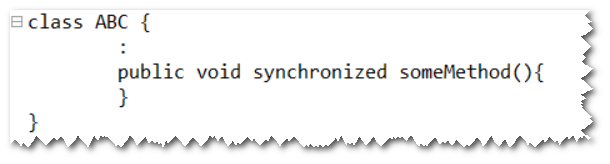 class ABC {
:
public void synchronized someMethod(){
}
}